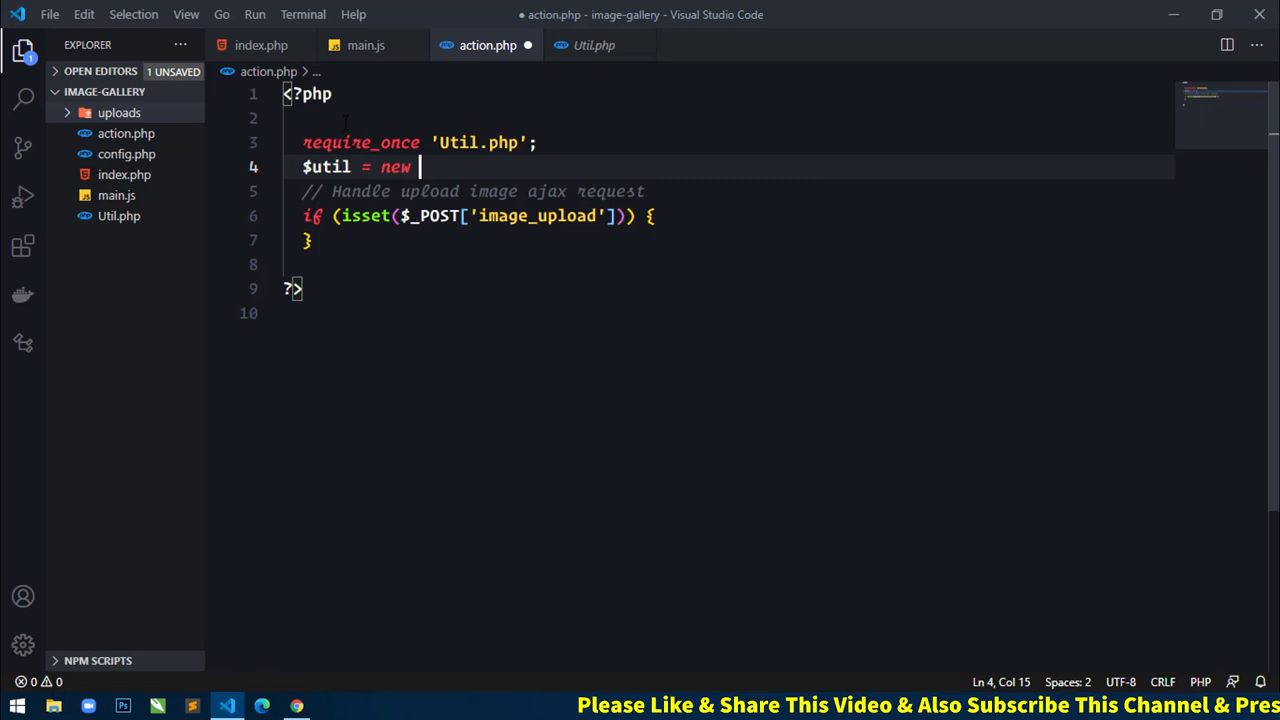 File Edit Selection View Go Run Terminal Help
● action.php - image-gallery - Visual Studio Code
EXPLORER
index.php
main.js
action.php
Util.php
OPEN EDITORS 1 UNSAVED
action.php > ...
IMAGE-GALLERY
uploads
action.php
config.php
index.php
main.js
Util.php
1 <?php
2
3 require_once 'Util.php';
4 $util = new
5 // Handle upload image ajax request
6 if (isset($_POST['image_upload'])) {
7 }
8
9 ?>
10
1
NPM SCRIPTS
0 0
Ln 4, Col 15 Spaces: 2 UTF-8 CRLF PHP
Please Like & Share This Video & Also Subscribe This Channel & Pres